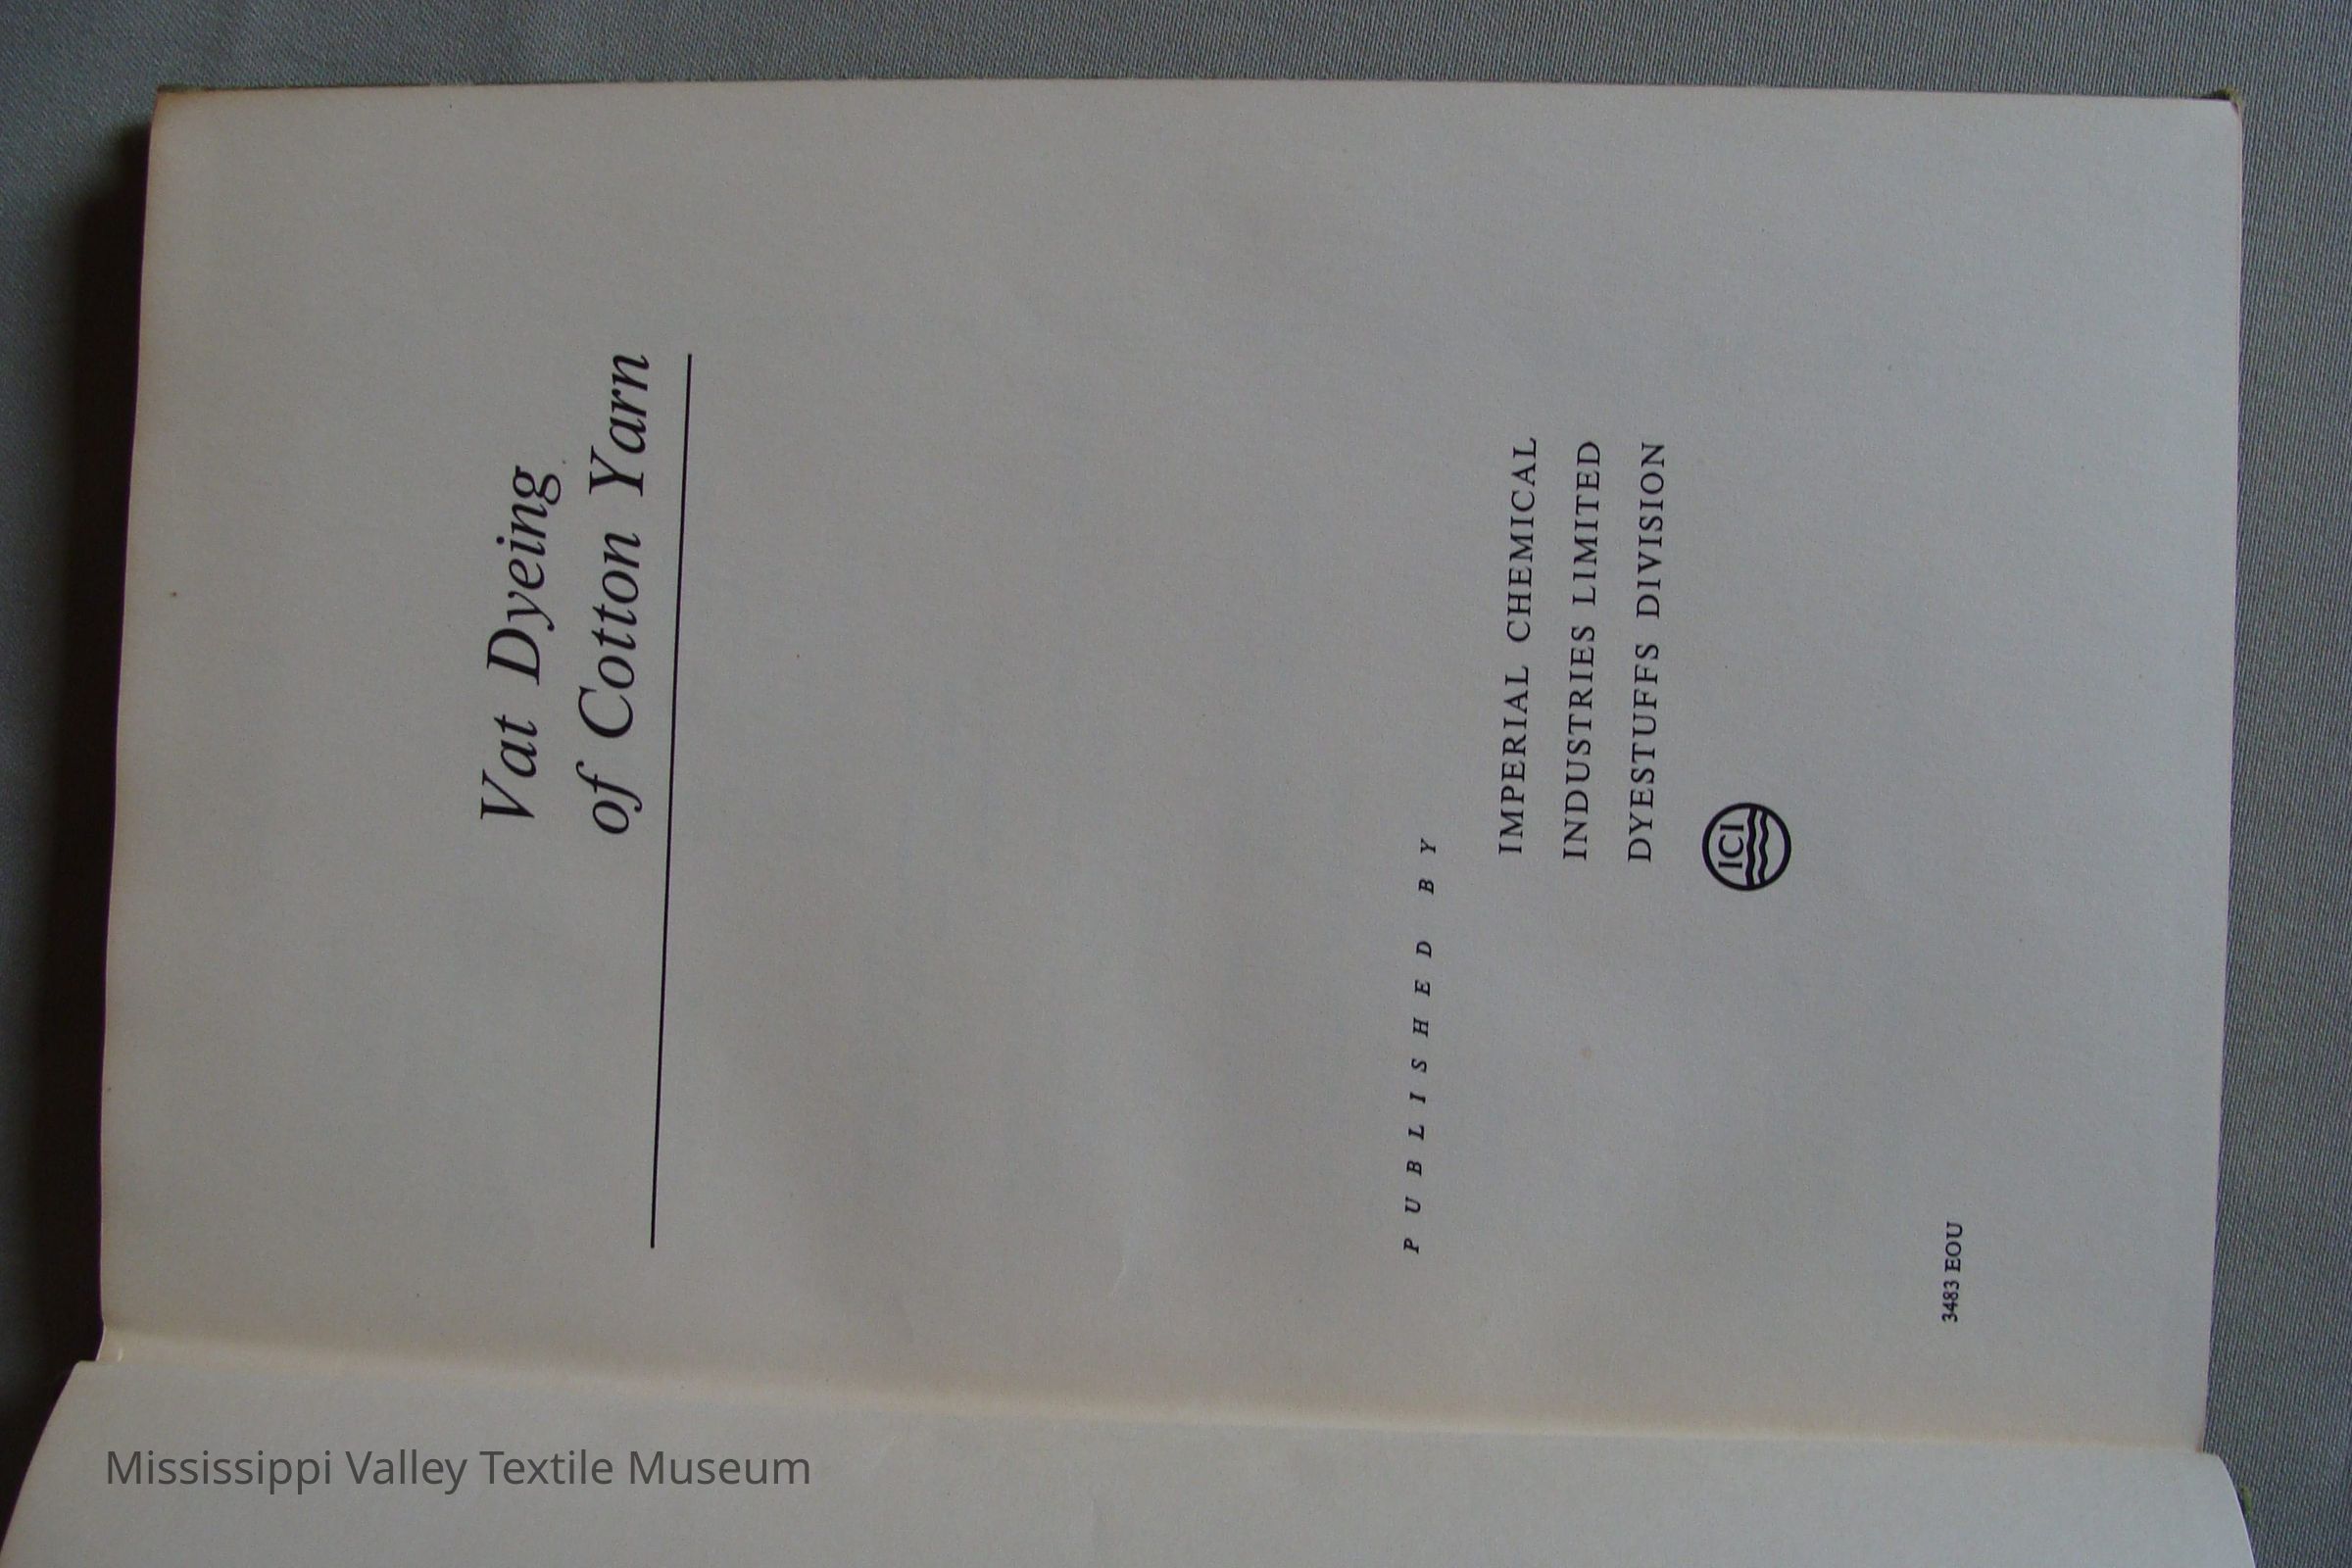 Vat Dyeing
of Cotton Yarn
PUBLISHED BY
IMPERIAL CHEMICAL
INDUSTRIES LIMITED
DYESTUFFS DIVISION
ICI
3483 EOU
Mississippi Valley Textile Museum